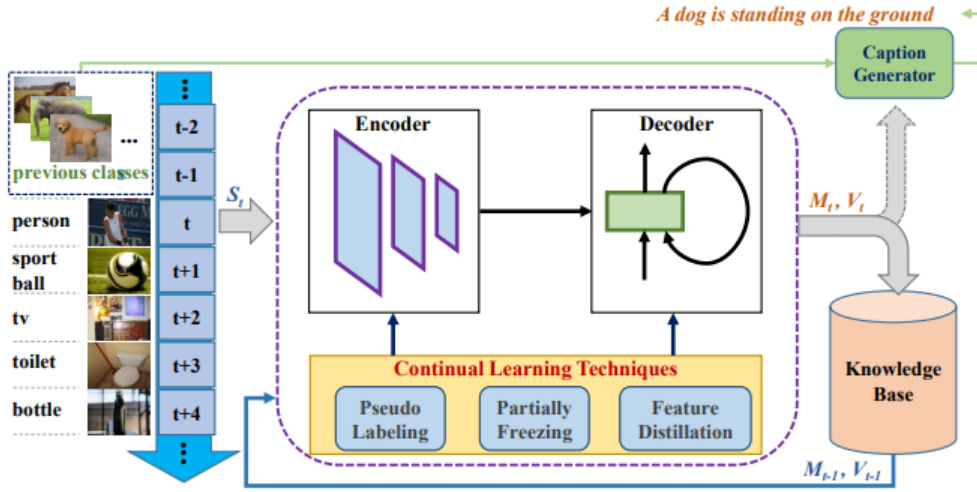 A dog is standing on the ground
Caption
Generator
...
t-2
...
previous classes
t-1
person
t
sport
ball
t+1
tv
t+2
toilet
t+3
bottle
t+4
...
S_t
Encoder
Decoder
M_t, V_t
Continual Learning Techniques
Pseudo
Labeling
Partially
Freezing
Feature
Distillation
Knowledge
Base
M_{t-1}, V_{t-1}